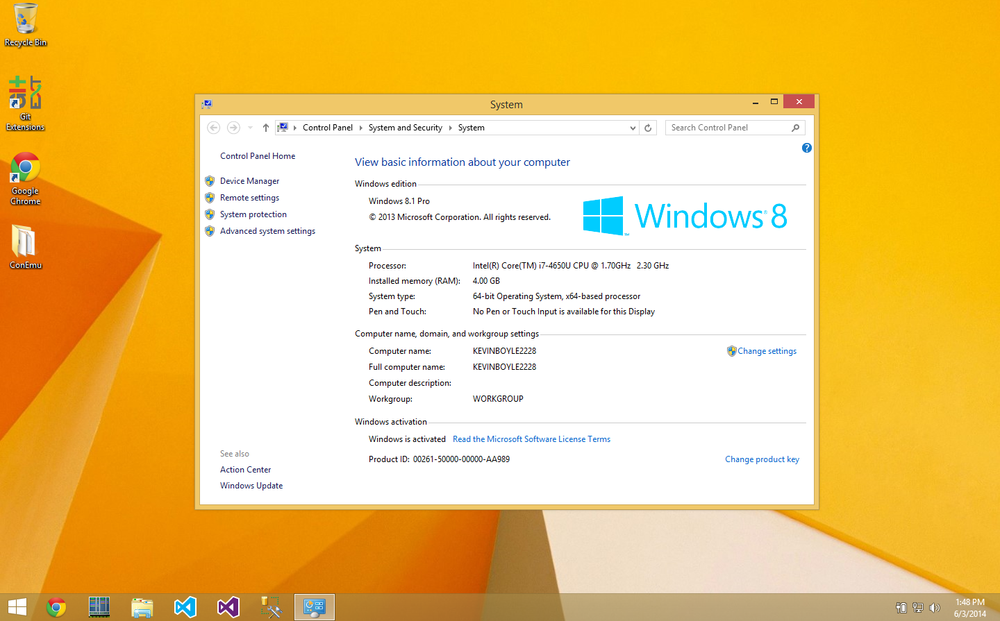 Recycle Bin
Git
Extensions
Google
Chrome
ConEmu
System
Control Panel
System and Security
System
Search Control Panel
Control Panel Home
Device Manager
Remote settings
System protection
Advanced system settings
See also
Action Center
Windows Update
View basic information about your computer
Windows edition
Windows 8.1 Pro
© 2013 Microsoft Corporation. All rights reserved.
Windows® 8
™
System
Processor: Intel(R) Core(TM) i7-4650U CPU @ 1.70GHz 2.30 GHz
Installed memory (RAM): 4.00 GB
System type: 64-bit Operating System, x64-based processor
Pen and Touch: No Pen or Touch Input is available for this Display
Computer name, domain, and workgroup settings
Computer name: KEVINBOYLE2228 Change settings
Full computer name: KEVINBOYLE2228
Computer description:
Workgroup: WORKGROUP
Windows activation
Windows is activated Read the Microsoft Software License Terms
Product ID: 00261-50000-00000-AA989 Change product key
1:48 PM
6/3/2014